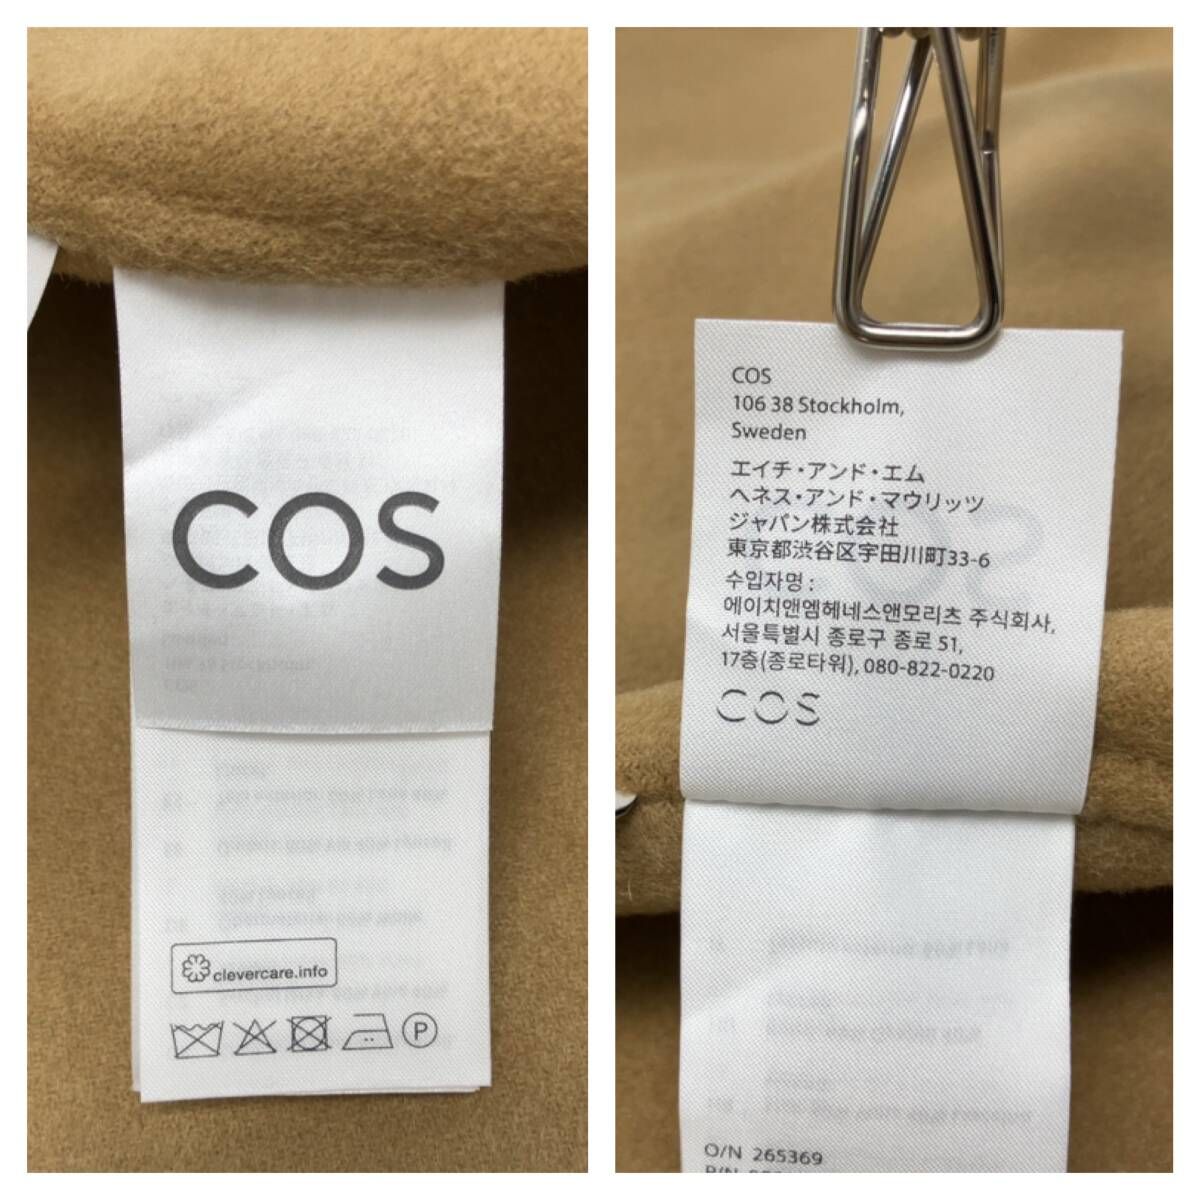 COS
clevercare.info
P
COS
106 38 Stockholm,
Sweden
エイチ・アンド・エム
ヘネス・アンド・マウリッツ
ジャパン株式会社
東京都渋谷区宇田川町33-6
수입자명 :
에이치앤엠헤네스앤모리츠 주식회사,
서울특별시 종로구 종로 51,
17층(종로타워), 080-822-0220
COS
O/N 265369